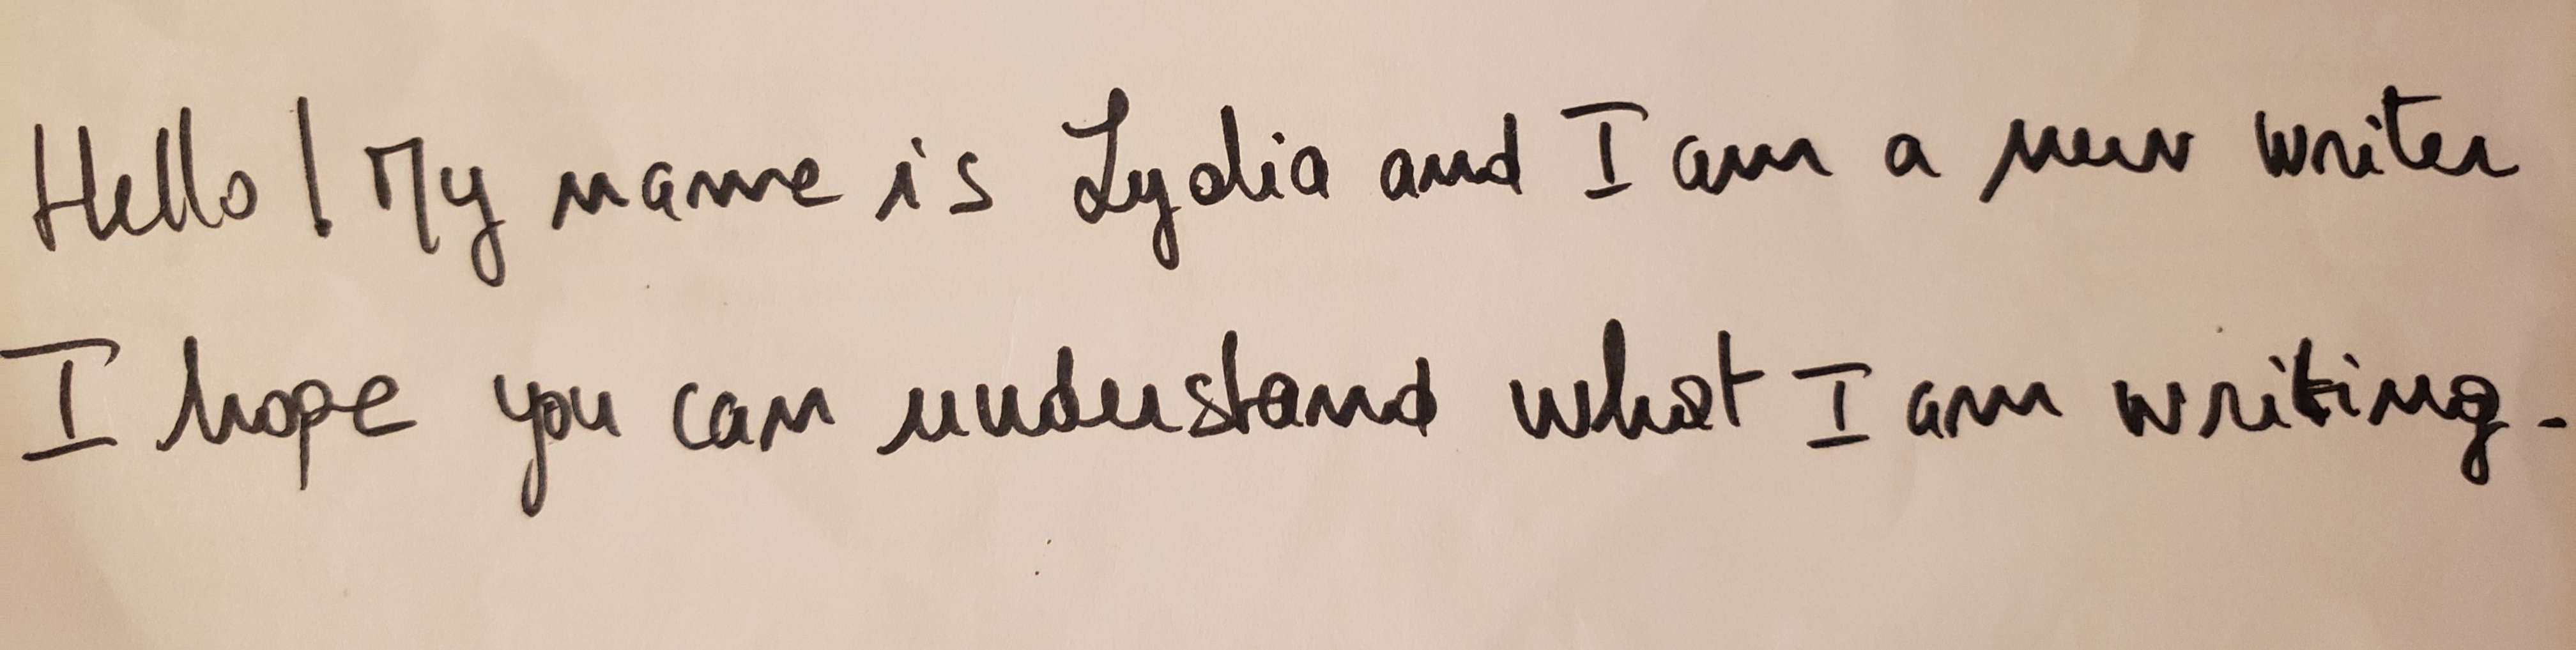 Hello! My name is Lydia and I am a new writer
I hope you can understand what I am writing.